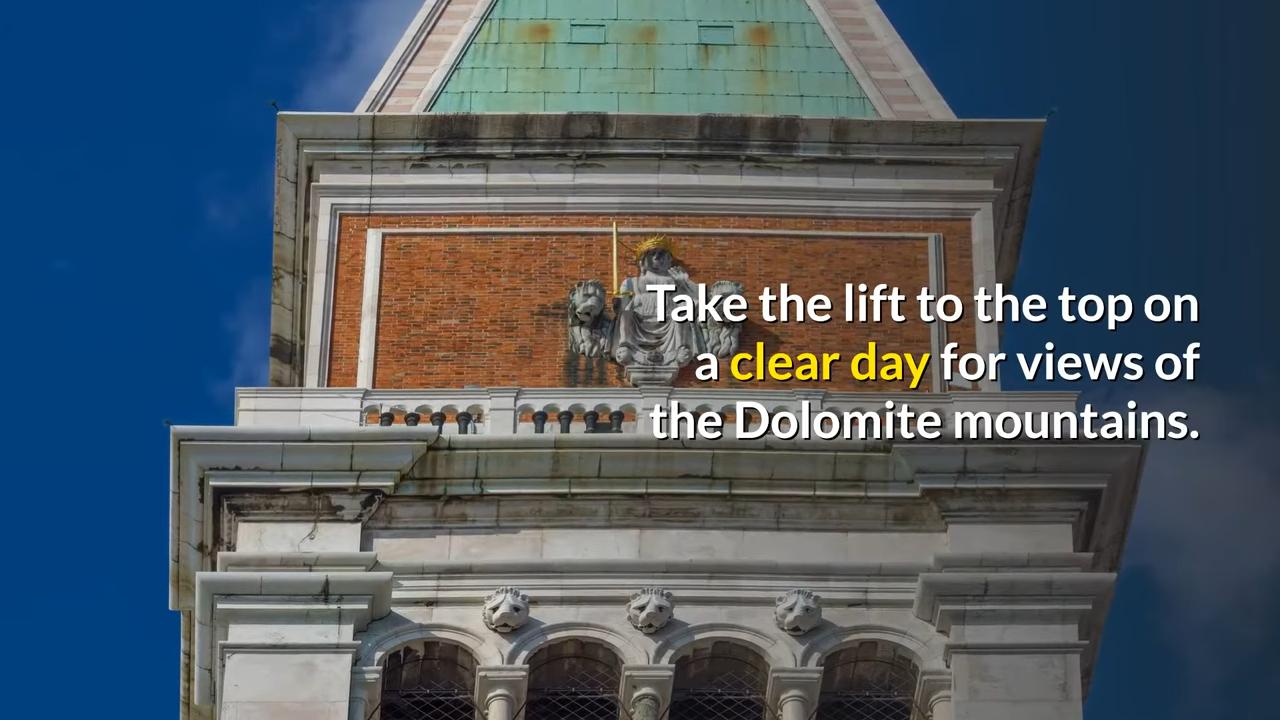 Take the lift to the top on
a clear day for views of
the Dolomite mountains.